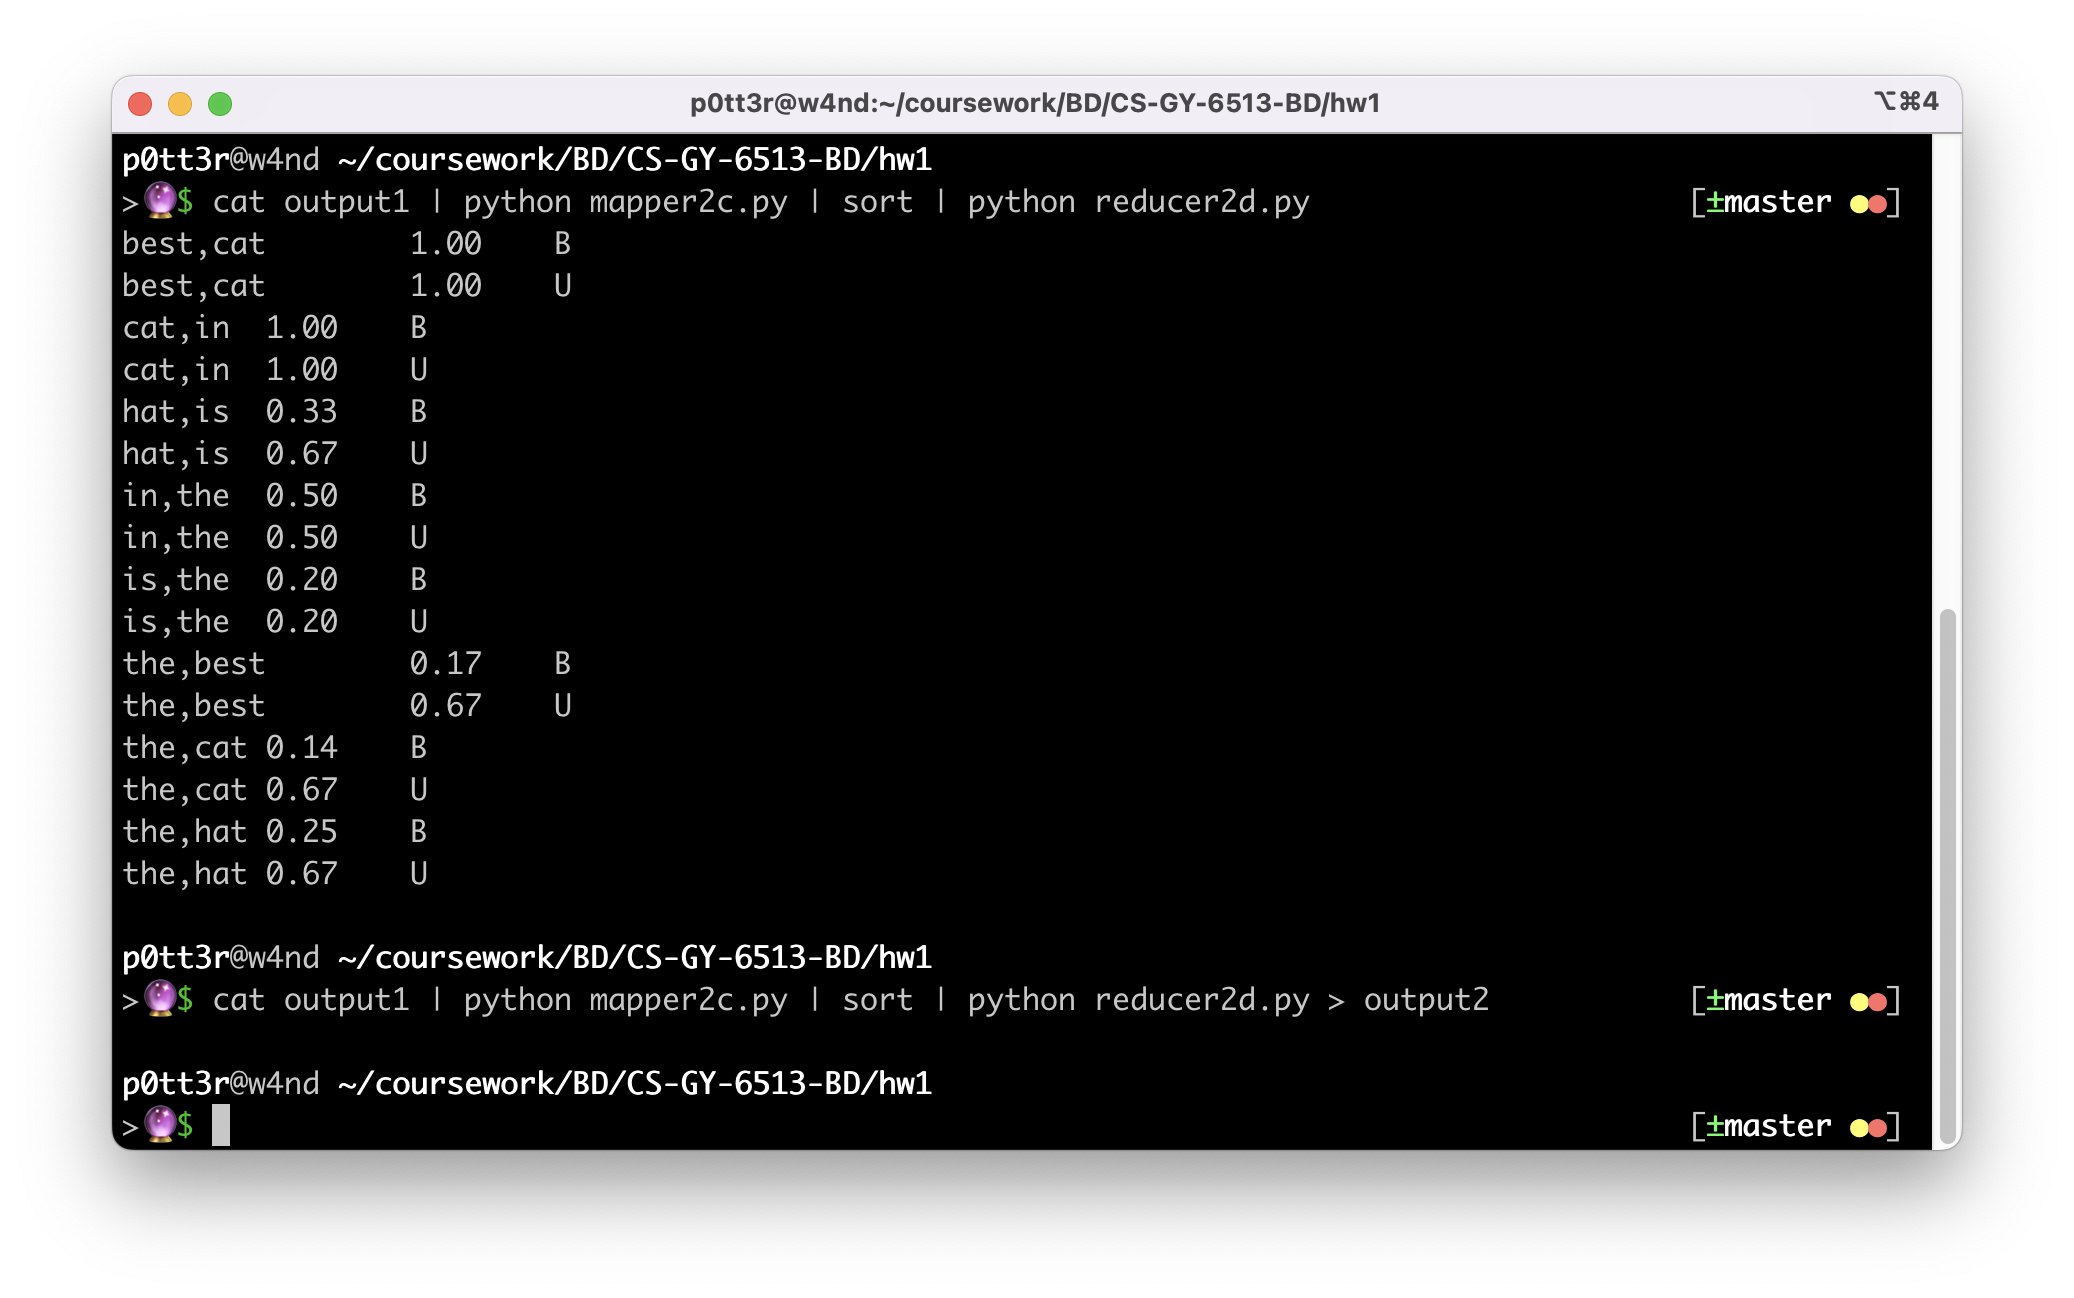 p0tt3r@w4nd:~/coursework/BD/CS-GY-6513-BD/hw1 ⌥⌘4
p0tt3r@w4nd ~/coursework/BD/CS-GY-6513-BD/hw1
>🔮$ cat output1 | python mapper2c.py | sort | python reducer2d.py [±master ●●]
best,cat 1.00 B
best,cat 1.00 U
cat,in 1.00 B
cat,in 1.00 U
hat,is 0.33 B
hat,is 0.67 U
in,the 0.50 B
in,the 0.50 U
is,the 0.20 B
is,the 0.20 U
the,best 0.17 B
the,best 0.67 U
the,cat 0.14 B
the,cat 0.67 U
the,hat 0.25 B
the,hat 0.67 U
p0tt3r@w4nd ~/coursework/BD/CS-GY-6513-BD/hw1
>🔮$ cat output1 | python mapper2c.py | sort | python reducer2d.py > output2 [±master ●●]
p0tt3r@w4nd ~/coursework/BD/CS-GY-6513-BD/hw1
>🔮$ [±master ●●]